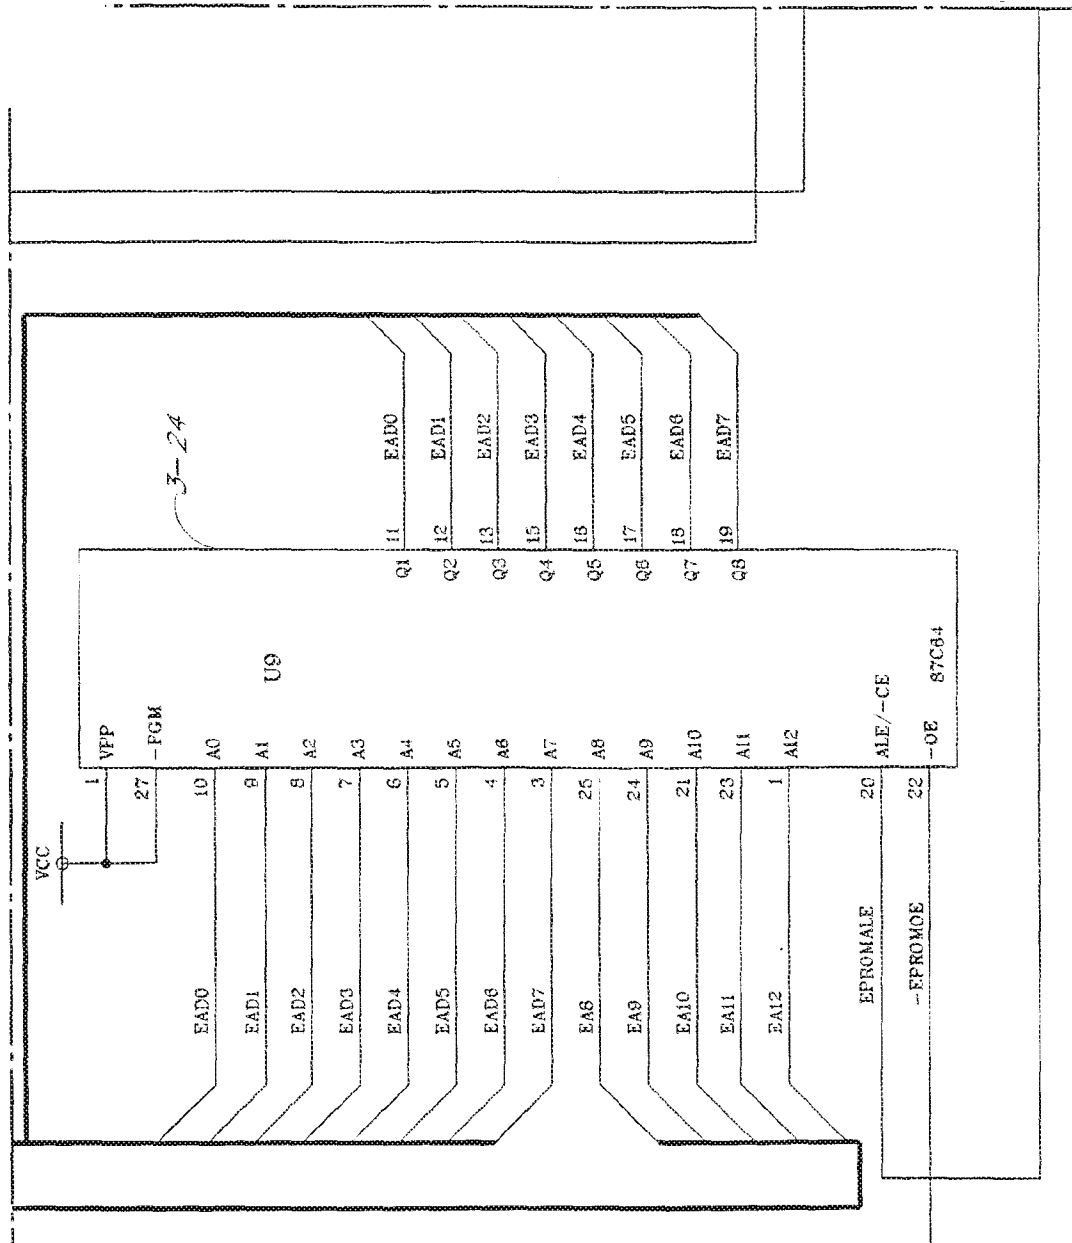 VCC
1 VPP
27 -PGM
EAD0 10 A0
EAD1 9 A1
EAD2 8 A2
EAD3 7 A3
EAD4 6 A4
EAD5 5 A5
EAD6 4 A6
EAD7 3 A7
EA8 25 A8
EA9 24 A9
EA10 21 A10
EA11 23 A11
EA12 1 A12
EPROMALE 20 ALE/-CE
-EPROMOE 22 -OE
U9
87C64
3-24
Q1 11 EAD0
Q2 12 EAD1
Q3 13 EAD2
Q4 15 EAD3
Q5 16 EAD4
Q6 17 EAD5
Q7 18 EAD6
Q8 19 EAD7